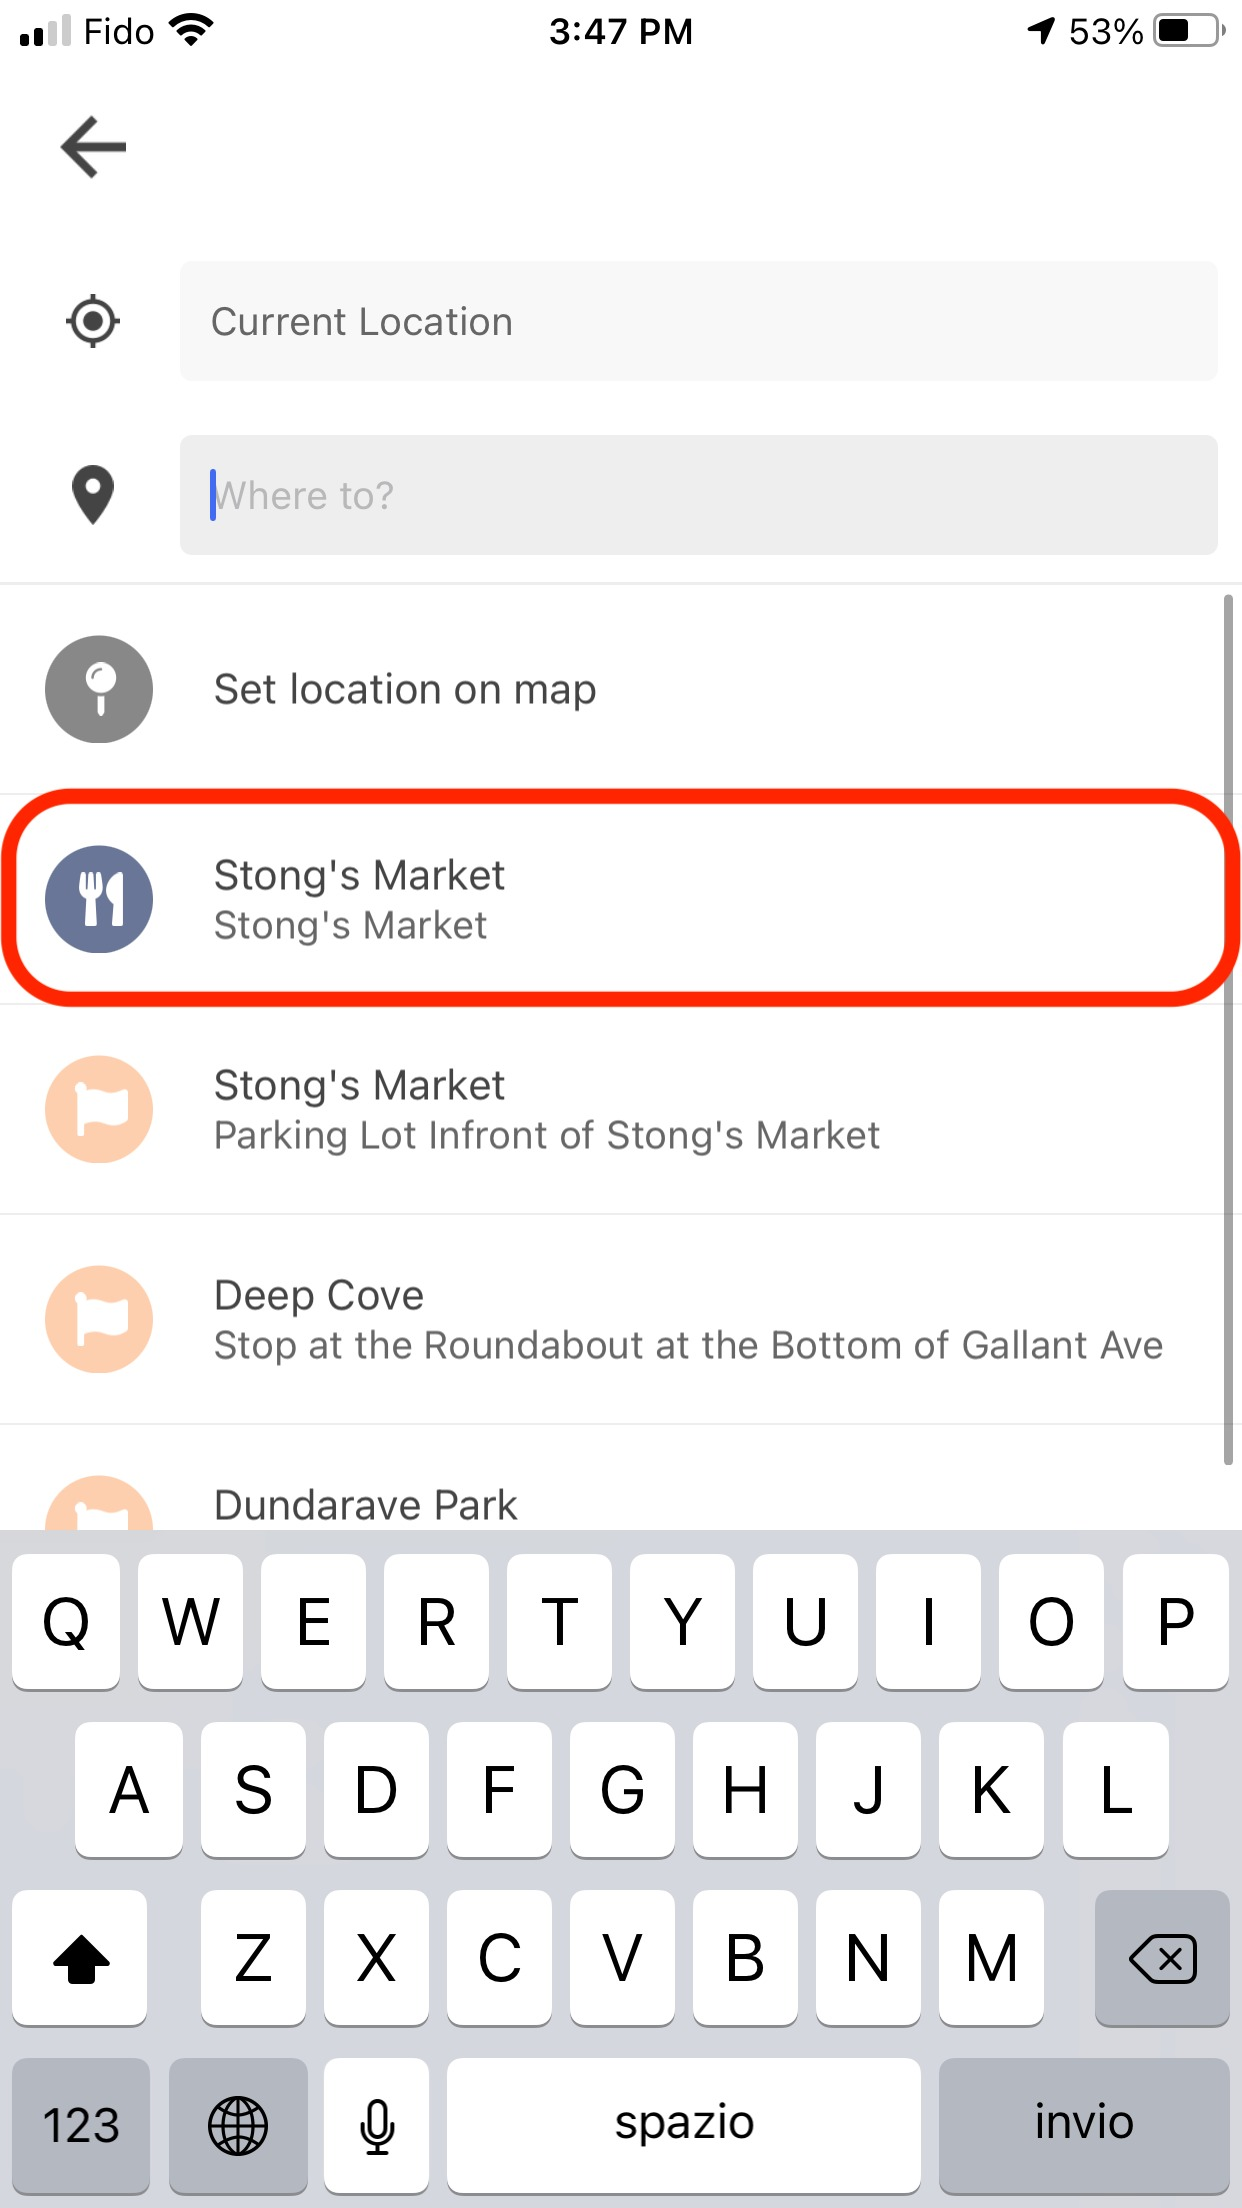 Fido 3:47 PM 53%
Current Location
Where to?
Set location on map
Stong's Market
Stong's Market
Stong's Market
Parking Lot Infront of Stong's Market
Deep Cove
Stop at the Roundabout at the Bottom of Gallant Ave
Dundarave Park
Q W E R T Y U I O P
A S D F G H J K L
Z X C V B N M
123 spazio invio